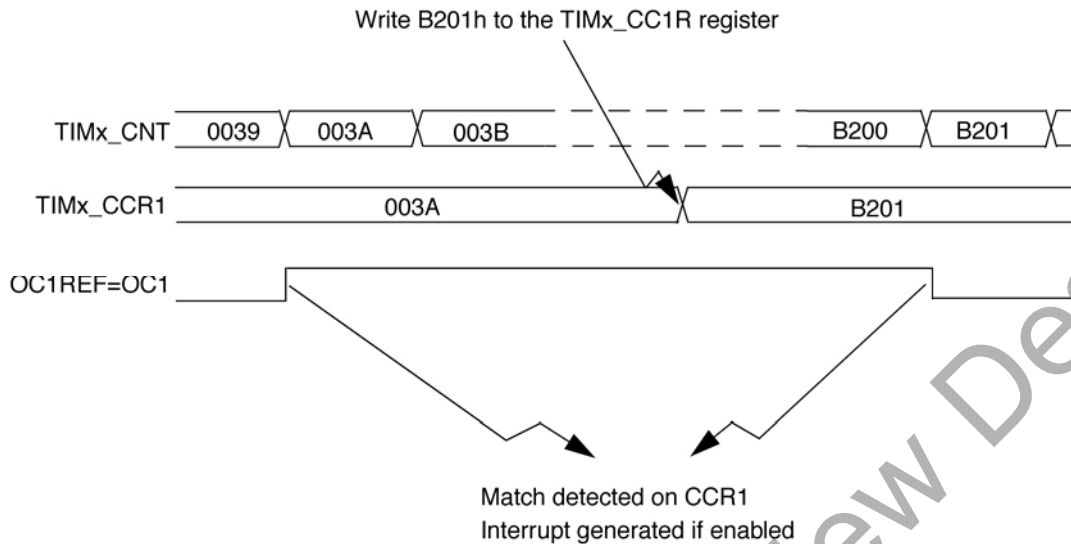 Write B201h to the TIMx_CC1R register
TIMx_CNT 0039 003A 003B B200 B201
TIMx_CCR1 003A B201
OC1REF=OC1
Match detected on CCR1
Interrupt generated if enabled